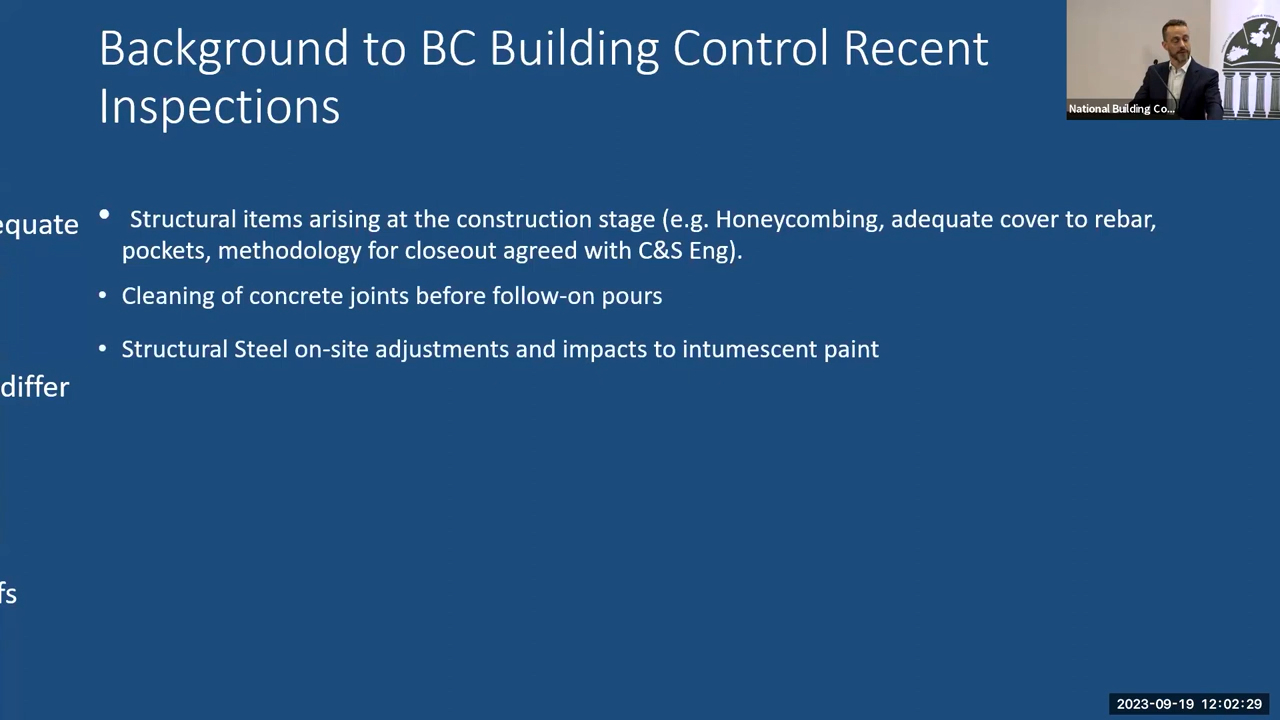 Background to BC Building Control Recent
Inspections
National Building Co...
equate
• Structural items arising at the construction stage (e.g. Honeycombing, adequate cover to rebar,
pockets, methodology for closeout agreed with C&S Eng).
• Cleaning of concrete joints before follow-on pours
• Structural Steel on-site adjustments and impacts to intumescent paint
differ
fs
2023-09-19 12:02:29